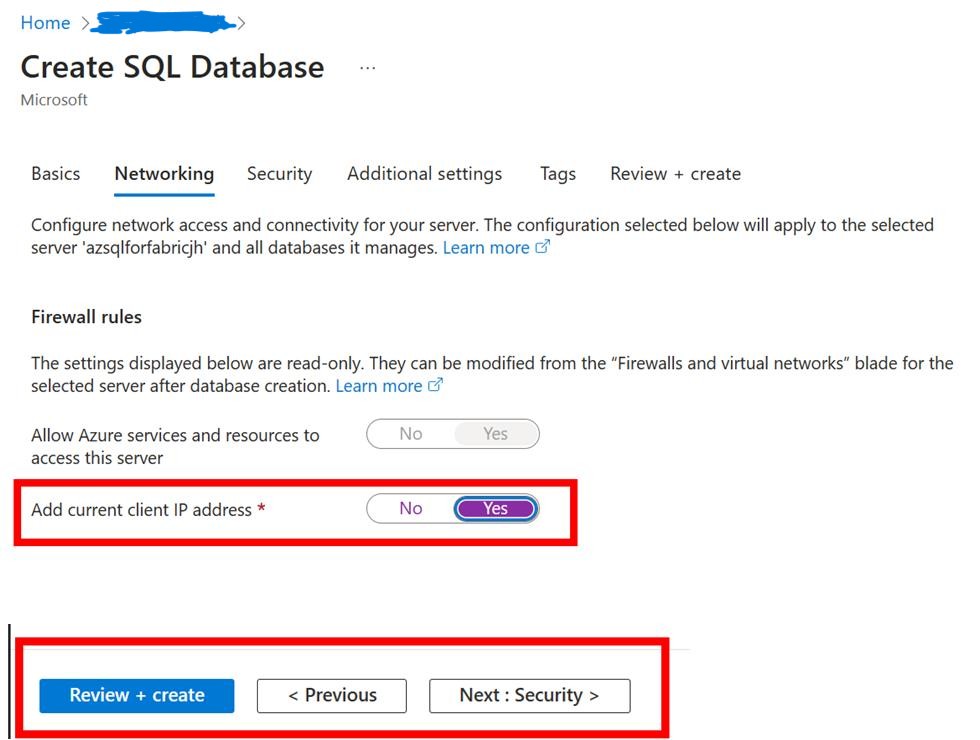 Home > >
Create SQL Database ...
Microsoft
Basics Networking Security Additional settings Tags Review + create
Configure network access and connectivity for your server. The configuration selected below will apply to the selected
server 'azsqlforfabricjh' and all databases it manages. Learn more
Firewall rules
The settings displayed below are read-only. They can be modified from the “Firewalls and virtual networks” blade for the
selected server after database creation. Learn more
Allow Azure services and resources to No Yes
access this server
Add current client IP address * No Yes
Review + create < Previous Next : Security >